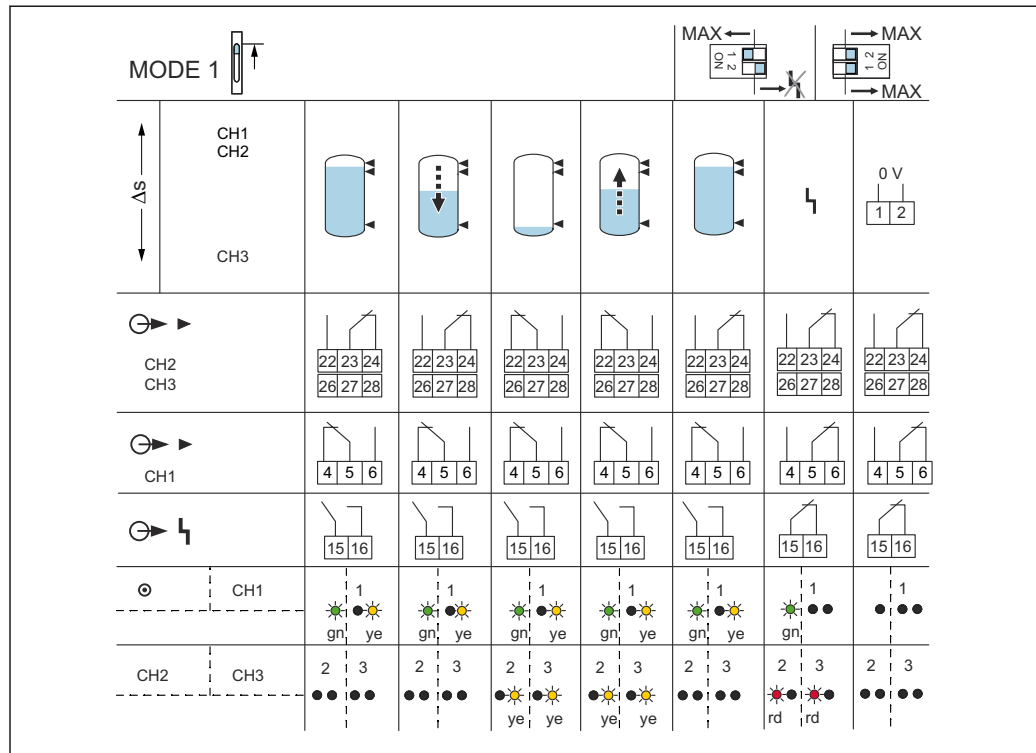 MAX MAX
MODE 1 ON 1 2 1 2 ON
MAX
CH1
CH2
Δs
0 V
1 2
CH3
22 23 24 22 23 24 22 23 24 22 23 24 22 23 24 22 23 24 22 23 24
CH2
CH3
26 27 28 26 27 28 26 27 28 26 27 28 26 27 28 26 27 28 26 27 28
4 5 6 4 5 6 4 5 6 4 5 6 4 5 6 4 5 6 4 5 6
CH1
15 16 15 16 15 16 15 16 15 16 15 16 15 16
CH1 1 1 1 1 1 1 1
gn ye gn ye gn ye gn ye gn ye gn
CH2 CH3 2 3 2 3 2 3 2 3 2 3 2 3 2 3
ye ye ye ye rd rd